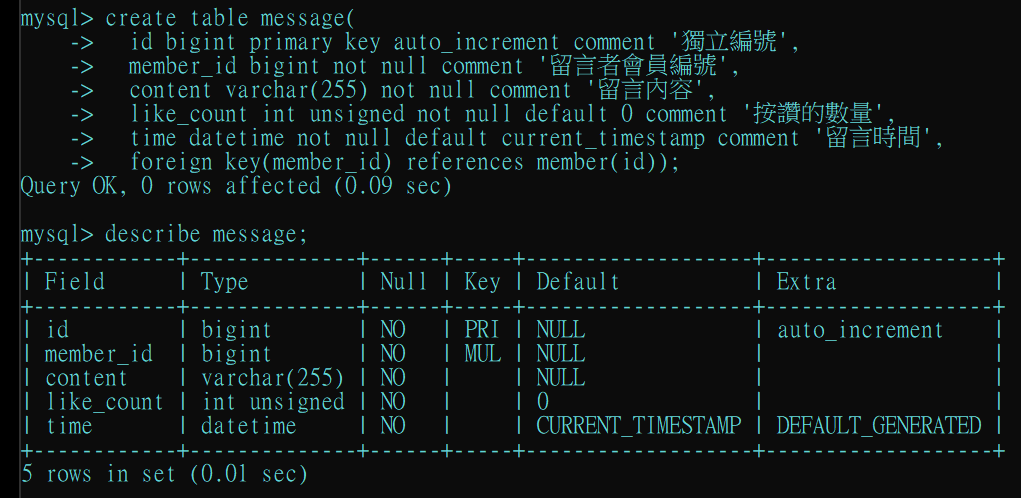 mysql> create table message(
    ->   id bigint primary key auto_increment comment '獨立編號',
    ->   member_id bigint not null comment '留言者會員編號',
    ->   content varchar(255) not null comment '留言內容',
    ->   like_count int unsigned not null default 0 comment '按讚的數量',
    ->   time datetime not null default current_timestamp comment '留言時間',
    ->   foreign key(member_id) references member(id));
Query OK, 0 rows affected (0.09 sec)
mysql> describe message;
+------------+--------------+------+-----+-------------------+-------------------+
| Field      | Type         | Null | Key | Default           | Extra             |
+------------+--------------+------+-----+-------------------+-------------------+
| id         | bigint       | NO   | PRI | NULL              | auto_increment    |
| member_id  | bigint       | NO   | MUL | NULL              |                   |
| content    | varchar(255) | NO   |     | NULL              |                   |
| like_count | int unsigned | NO   |     | 0                 |                   |
| time       | datetime     | NO   |     | CURRENT_TIMESTAMP | DEFAULT_GENERATED |
+------------+--------------+------+-----+-------------------+-------------------+
5 rows in set (0.01 sec)